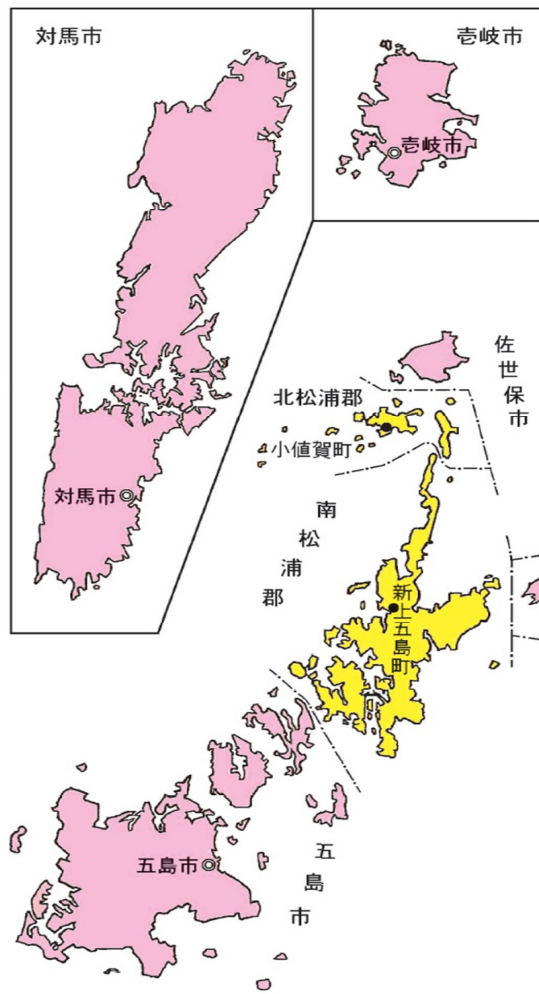 対馬市
壱岐市
壱岐市
対馬市
佐世保市
北松浦郡
小値賀町
南松浦郡
新上五島町
五島市
五島市